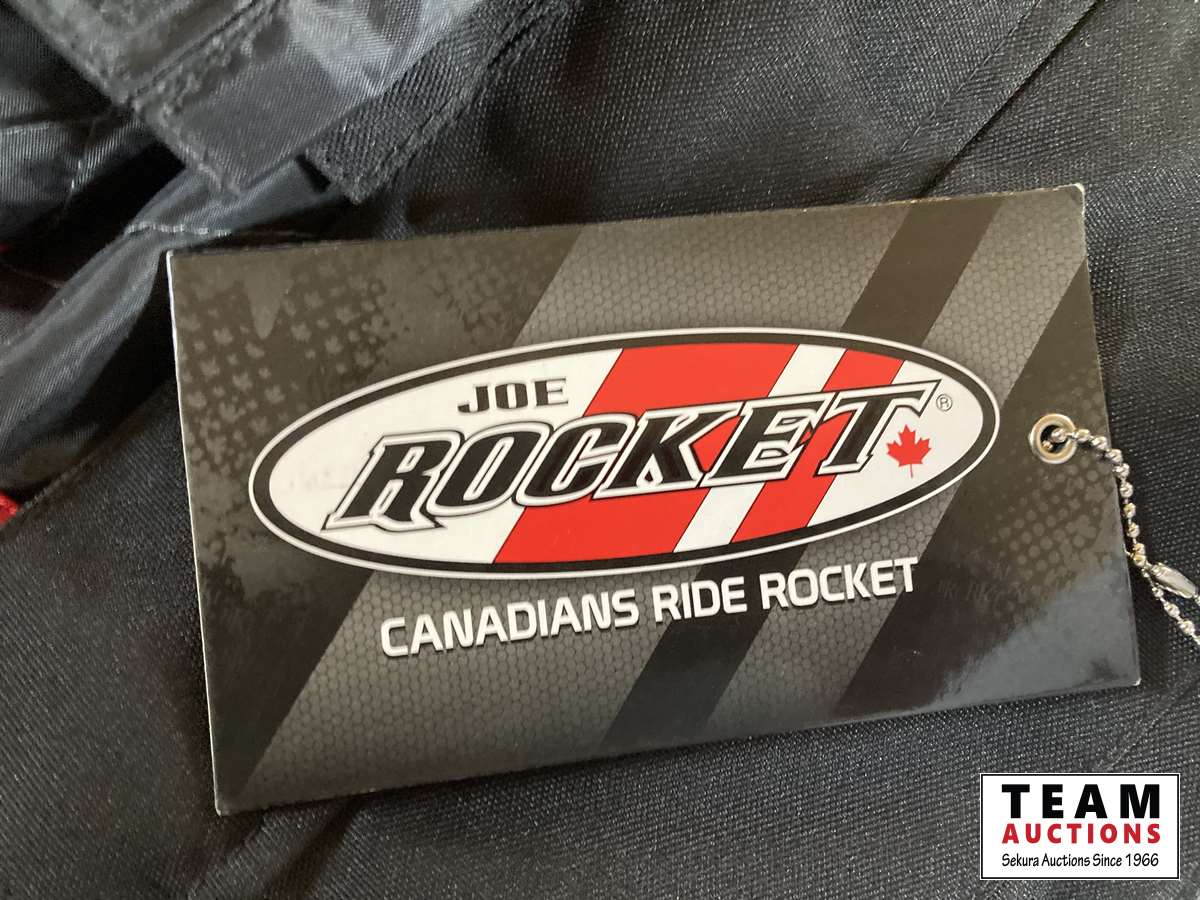 JOE
ROCKET®
CANADIANS RIDE ROCKET
TEAM
AUCTIONS
Sekura Auctions Since 1966